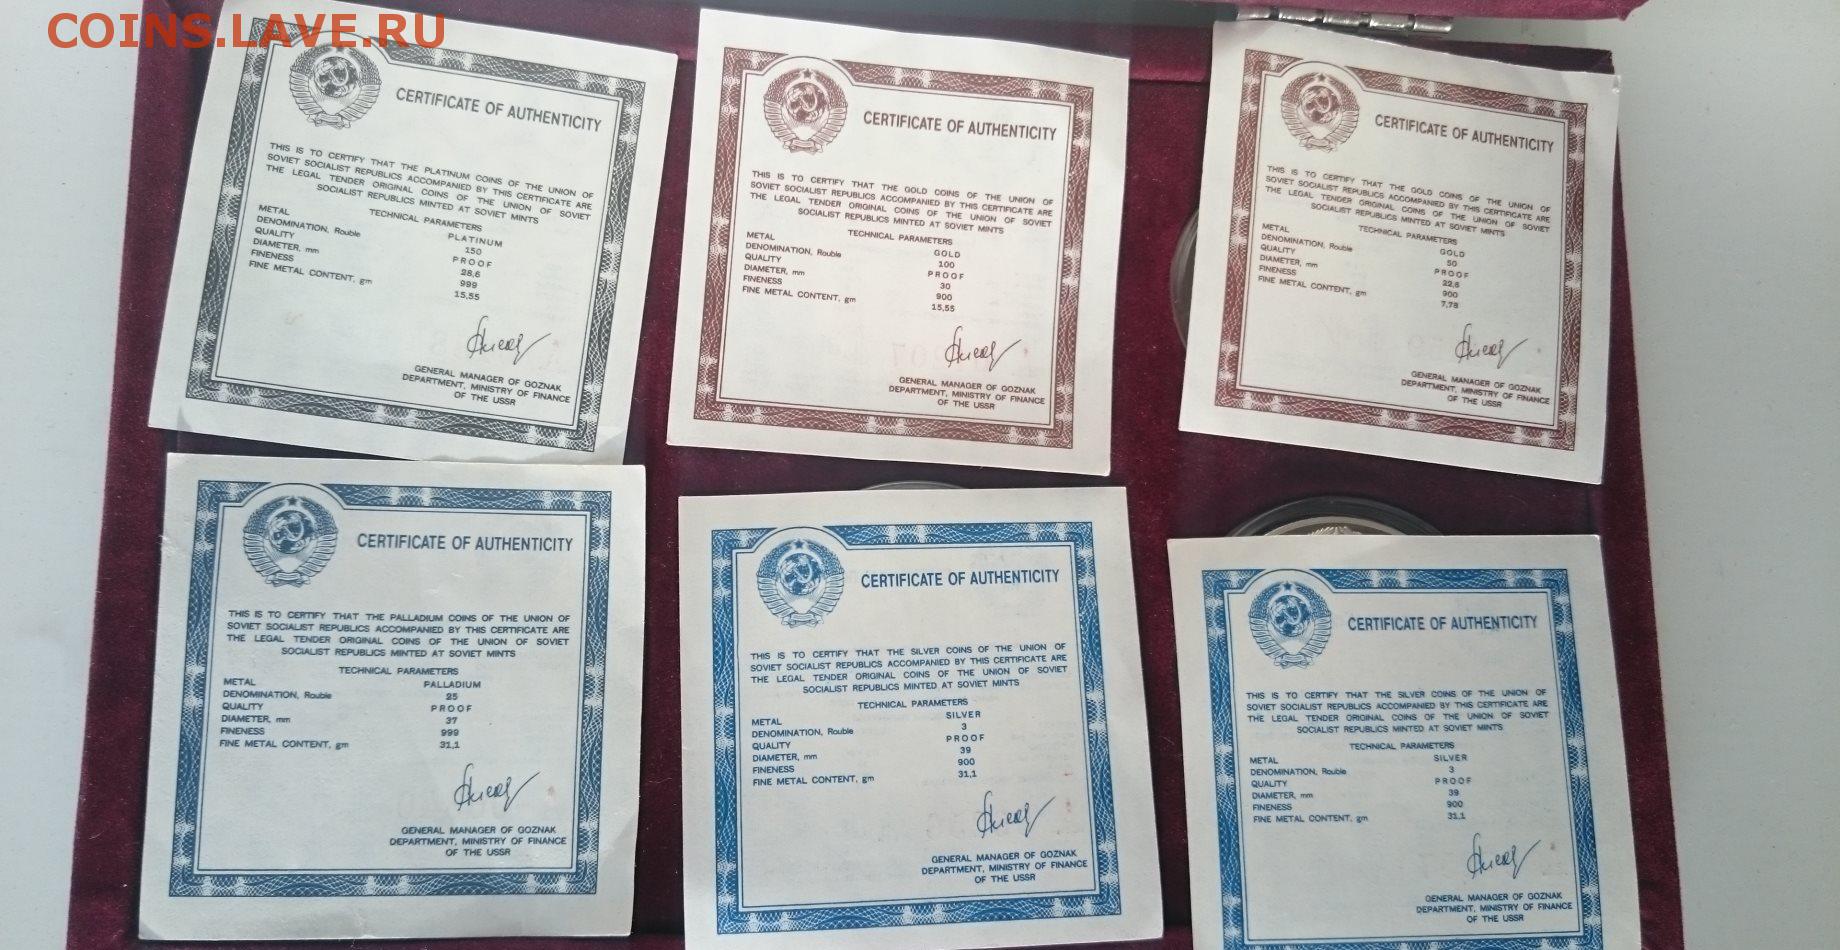 COINS.LAVE.RU
CERTIFICATE OF AUTHENTICITY
THIS IS TO CERTIFY THAT THE PLATINUM COINS OF THE UNION OF
SOVIET SOCIALIST REPUBLICS ACCOMPANIED BY THIS CERTIFICATE ARE
THE LEGAL TENDER ORIGINAL COINS OF THE UNION OF SOVIET
SOCIALIST REPUBLICS MINTED AT SOVIET MINTS
TECHNICAL PARAMETERS
METAL PLATINUM
DENOMINATION, Rouble 150
QUALITY PROOF
DIAMETER, mm 28,6
FINENESS 999
FINE METAL CONTENT, gm 15,55
GENERAL MANAGER OF GOZNAK
DEPARTMENT, MINISTRY OF FINANCE
OF THE USSR
CERTIFICATE OF AUTHENTICITY
THIS IS TO CERTIFY THAT THE GOLD COINS OF THE UNION OF
SOVIET SOCIALIST REPUBLICS ACCOMPANIED BY THIS CERTIFICATE ARE
THE LEGAL TENDER ORIGINAL COINS OF THE UNION OF SOVIET
SOCIALIST REPUBLICS MINTED AT SOVIET MINTS
TECHNICAL PARAMETERS
METAL GOLD
DENOMINATION, Rouble 100
QUALITY PROOF
DIAMETER, mm 30
FINENESS 900
FINE METAL CONTENT, gm 15,55
GENERAL MANAGER OF GOZNAK
DEPARTMENT, MINISTRY OF FINANCE
OF THE USSR
CERTIFICATE OF AUTHENTICITY
THIS IS TO CERTIFY THAT THE GOLD COINS OF THE UNION OF
SOVIET SOCIALIST REPUBLICS ACCOMPANIED BY THIS CERTIFICATE ARE
THE LEGAL TENDER ORIGINAL COINS OF THE UNION OF SOVIET
SOCIALIST REPUBLICS MINTED AT SOVIET MINTS
TECHNICAL PARAMETERS
METAL GOLD
DENOMINATION, Rouble 50
QUALITY PROOF
DIAMETER, mm 22,6
FINENESS 900
FINE METAL CONTENT, gm 7,78
GENERAL MANAGER OF GOZNAK
DEPARTMENT, MINISTRY OF FINANCE
OF THE USSR
CERTIFICATE OF AUTHENTICITY
THIS IS TO CERTIFY THAT THE PALLADIUM COINS OF THE UNION OF
SOVIET SOCIALIST REPUBLICS ACCOMPANIED BY THIS CERTIFICATE ARE
THE LEGAL TENDER ORIGINAL COINS OF THE UNION OF SOVIET
SOCIALIST REPUBLICS MINTED AT SOVIET MINTS
TECHNICAL PARAMETERS
METAL PALLADIUM
DENOMINATION, Rouble 25
QUALITY PROOF
DIAMETER, mm 37
FINENESS 999
FINE METAL CONTENT, gm 31,1
GENERAL MANAGER OF GOZNAK
DEPARTMENT, MINISTRY OF FINANCE
OF THE USSR
CERTIFICATE OF AUTHENTICITY
THIS IS TO CERTIFY THAT THE SILVER COINS OF THE UNION OF
SOVIET SOCIALIST REPUBLICS ACCOMPANIED BY THIS CERTIFICATE ARE
THE LEGAL TENDER ORIGINAL COINS OF THE UNION OF SOVIET
SOCIALIST REPUBLICS MINTED AT SOVIET MINTS
TECHNICAL PARAMETERS
METAL SILVER
DENOMINATION, Rouble 3
QUALITY PROOF
DIAMETER, mm 39
FINENESS 900
FINE METAL CONTENT, gm 31,1
GENERAL MANAGER OF GOZNAK
DEPARTMENT, MINISTRY OF FINANCE
OF THE USSR
CERTIFICATE OF AUTHENTICITY
THIS IS TO CERTIFY THAT THE SILVER COINS OF THE UNION OF
SOVIET SOCIALIST REPUBLICS ACCOMPANIED BY THIS CERTIFICATE ARE
THE LEGAL TENDER ORIGINAL COINS OF THE UNION OF SOVIET
SOCIALIST REPUBLICS MINTED AT SOVIET MINTS
TECHNICAL PARAMETERS
METAL SILVER
DENOMINATION, Rouble 3
QUALITY PROOF
DIAMETER, mm 39
FINENESS 900
FINE METAL CONTENT, gm 31,1
GENERAL MANAGER OF GOZNAK
DEPARTMENT, MINISTRY OF FINANCE
OF THE USSR